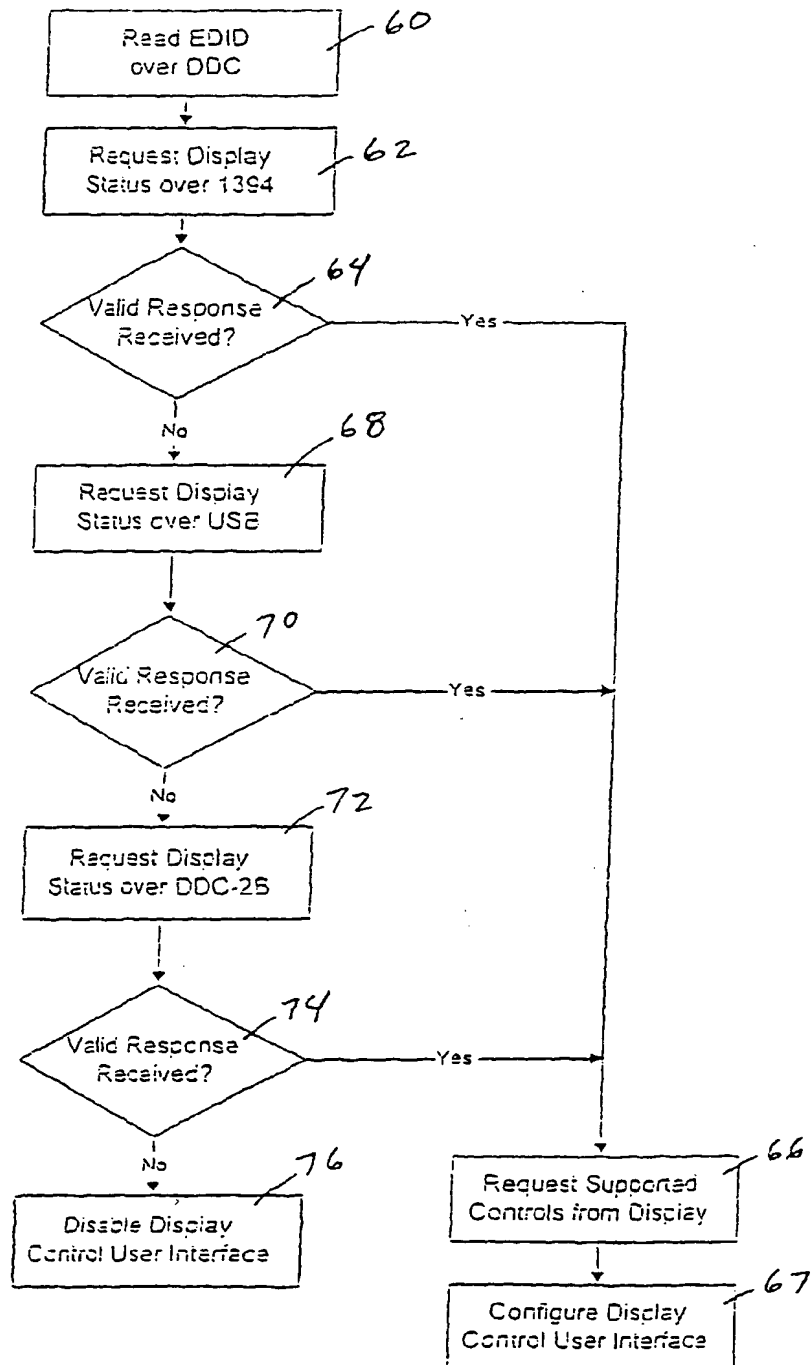 Read EDID
over DDC
60
Request Display
Status over 1394
62
Valid Response
Received?
64
Yes
No
Request Display
Status over USB
68
Valid Response
Received?
70
Yes
No
Request Display
Status over DDC-2B
72
Valid Response
Received?
74
Yes
No
Disable Display
Control User Interface
76
Request Supported
Controls from Display
66
Configure Display
Control User Interface
67